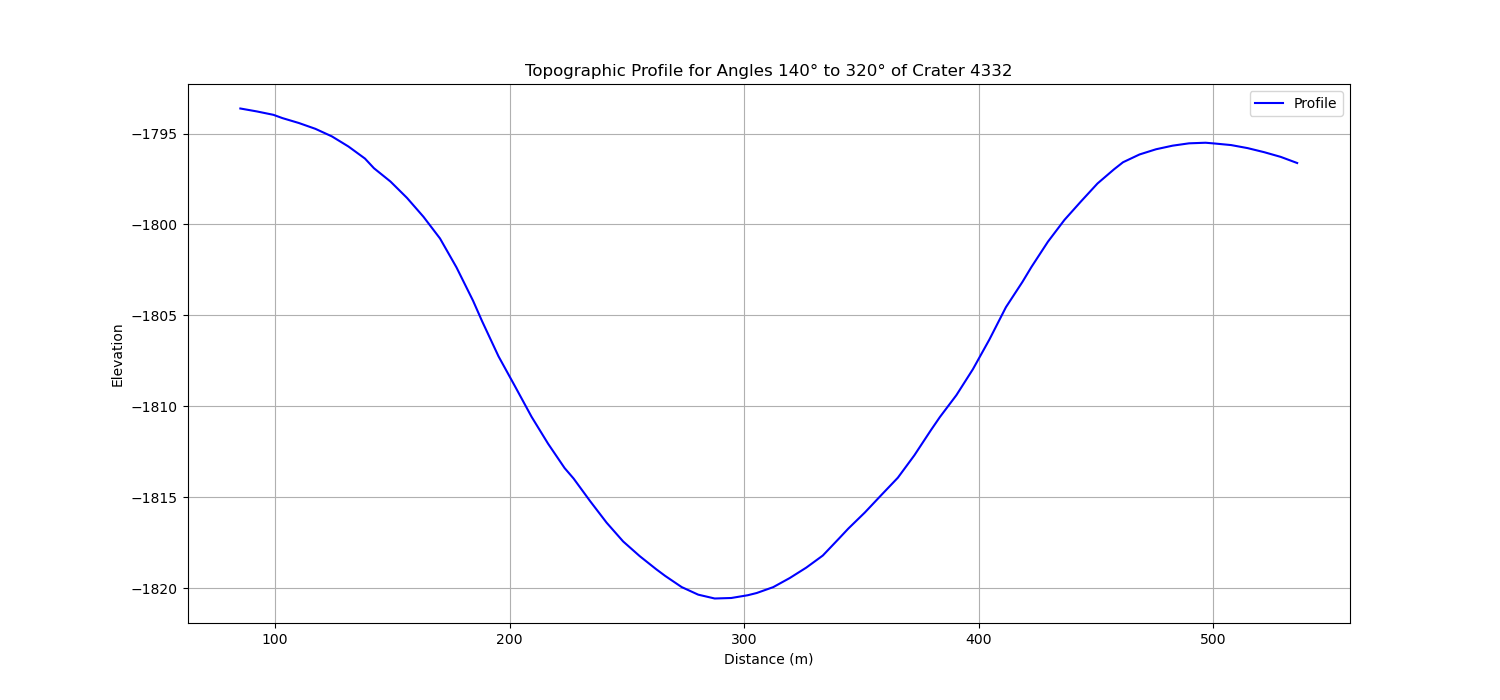 Topographic Profile for Angles 140° to 320° of Crater 4332
Profile
−1795
−1800
−1805
−1810
−1815
−1820
Elevation
100 200 300 400 500
Distance (m)